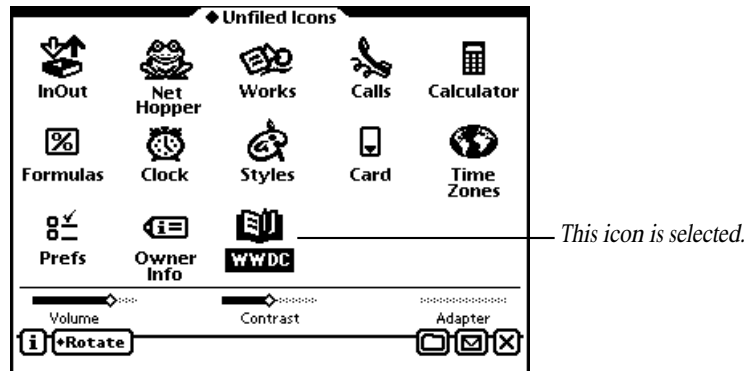 Unfiled Icons
InOut
Net
Hopper
Works
Calls
Calculator
%
Formulas
Clock
Styles
Card
Time
Zones
Prefs
i
Owner
Info
WWDC
This icon is selected.
Volume
Contrast
Adapter
i
Rotate
X